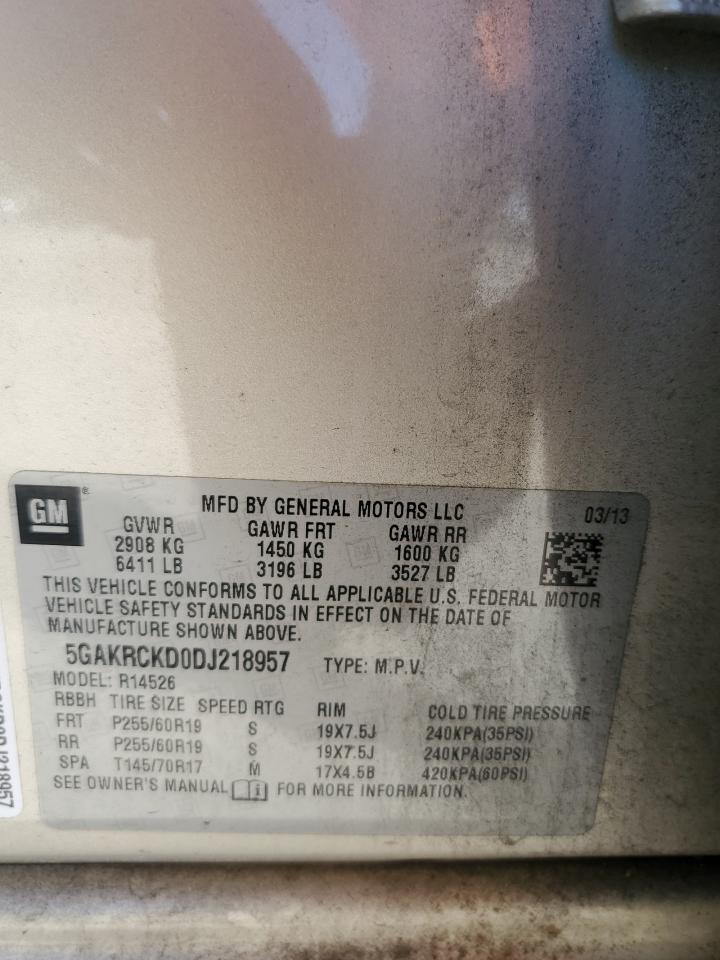 GM®
MFD BY GENERAL MOTORS LLC 03/13
GVWR GAWR FRT GAWR RR
2908 KG 1450 KG 1600 KG
6411 LB 3196 LB 3527 LB
THIS VEHICLE CONFORMS TO ALL APPLICABLE U.S. FEDERAL MOTOR
VEHICLE SAFETY STANDARDS IN EFFECT ON THE DATE OF
MANUFACTURE SHOWN ABOVE.
5GAKRCKD0DJ218957 TYPE: M.P.V.
MODEL: R14526
RBBH TIRE SIZE SPEED RTG RIM COLD TIRE PRESSURE
FRT P255/60R19 S 19X7.5J 240KPA(35PSI)
RR P255/60R19 S 19X7.5J 240KPA(35PSI)
SPA T145/70R17 M 17X4.5B 420KPA(60PSI)
SEE OWNER'S MANUAL FOR MORE INFORMATION.